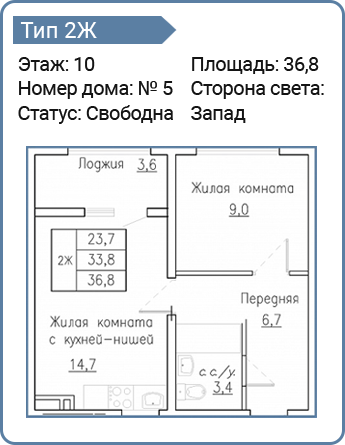 Тип 2Ж
Этаж: 10
Номер дома: № 5
Статус: Свободна
Площадь: 36,8
Сторона света:
Запад
Лоджия 3,6
Жилая комната
9,0
2Ж
23,7
33,8
36,8
Передняя
6,7
Жилая комната
с кухней-нишей
14,7
с.с./у.
3,4